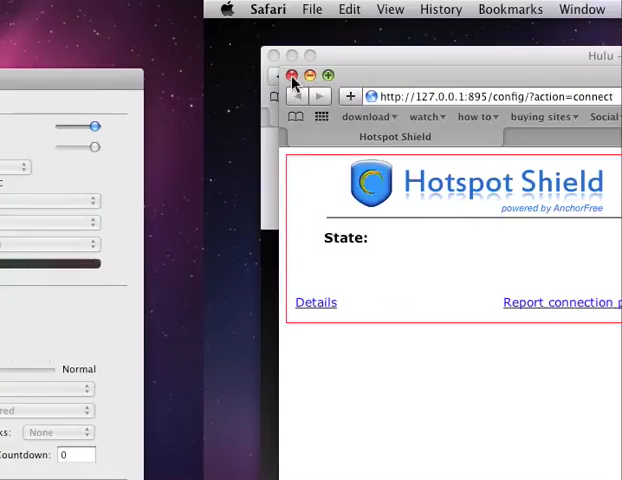 Safari File Edit View History Bookmarks Window
Hulu –
http://127.0.0.1:895/config/?action=connect
download watch how to buying sites Social
Hotspot Shield
Hotspot Shield
powered by AnchorFree
State:
Details
Report connection p
Normal
red
ks: None
Countdown: 0